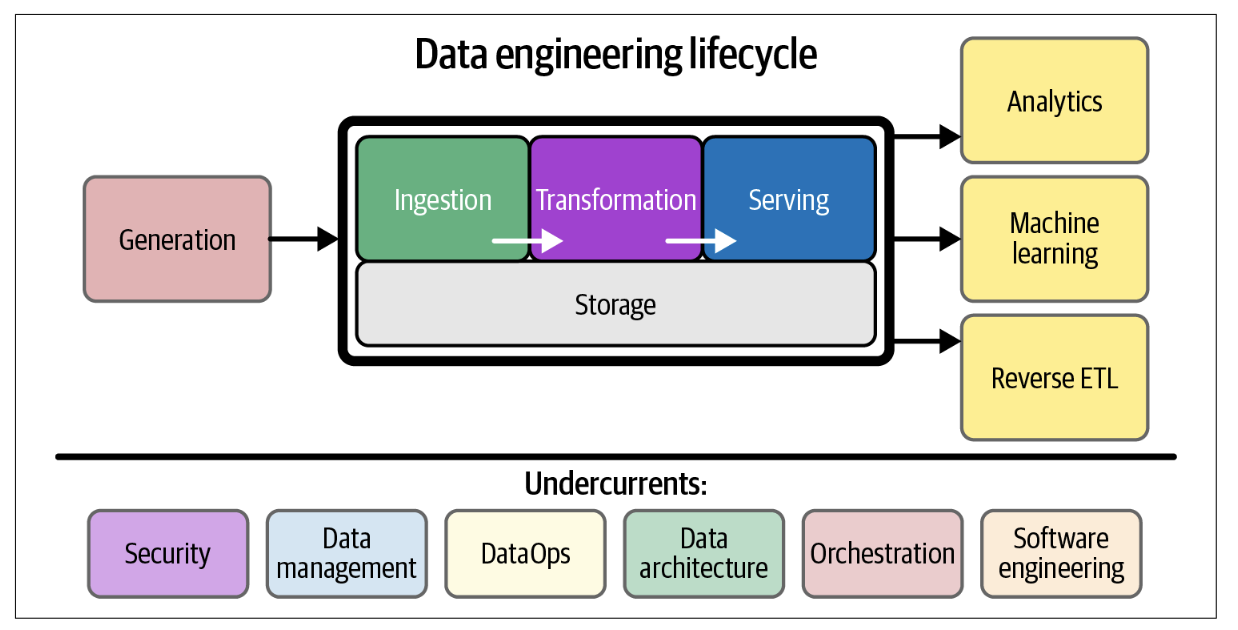 Data engineering lifecycle
Generation
Ingestion
Transformation
Serving
Storage
Analytics
Machine
learning
Reverse ETL
Undercurrents:
Security
Data
management
DataOps
Data
architecture
Orchestration
Software
engineering